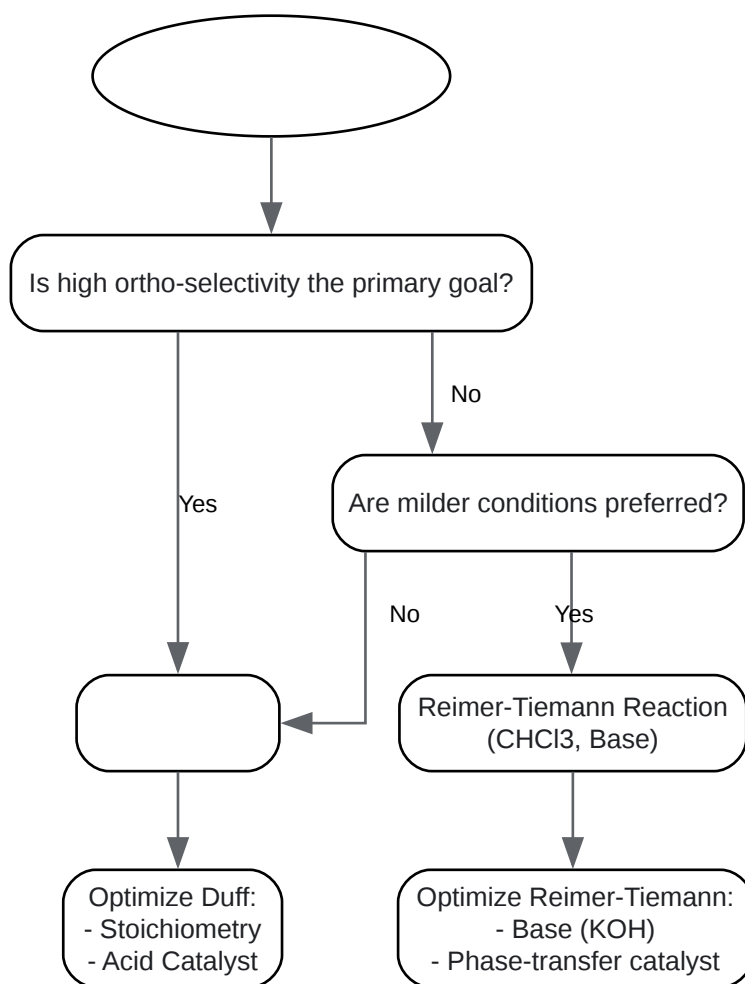 Is high ortho-selectivity the primary goal?
No
Yes
Are milder conditions preferred?
No
Yes
Reimer-Tiemann Reaction
(CHCl3, Base)
Optimize Duff:
- Stoichiometry
- Acid Catalyst
Optimize Reimer-Tiemann:
- Base (KOH)
- Phase-transfer catalyst